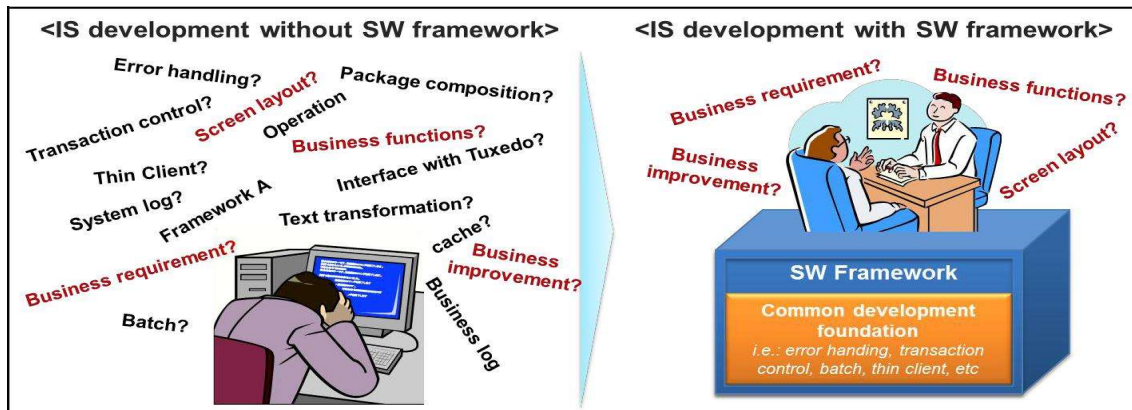 <IS development without SW framework>
Error handling?
Package composition?
Transaction control?
Screen layout?
Operation
Business functions?
Thin Client?
Interface with Tuxedo?
System log?
Framework A
Text transformation?
cache?
Business requirement?
Business
improvement?
Batch?
Business log
<IS development with SW framework>
Business requirement?
Business functions?
Business
improvement?
Screen layout?
SW Framework
Common development
foundation
i.e.: error handing, transaction
control, batch, thin client, etc